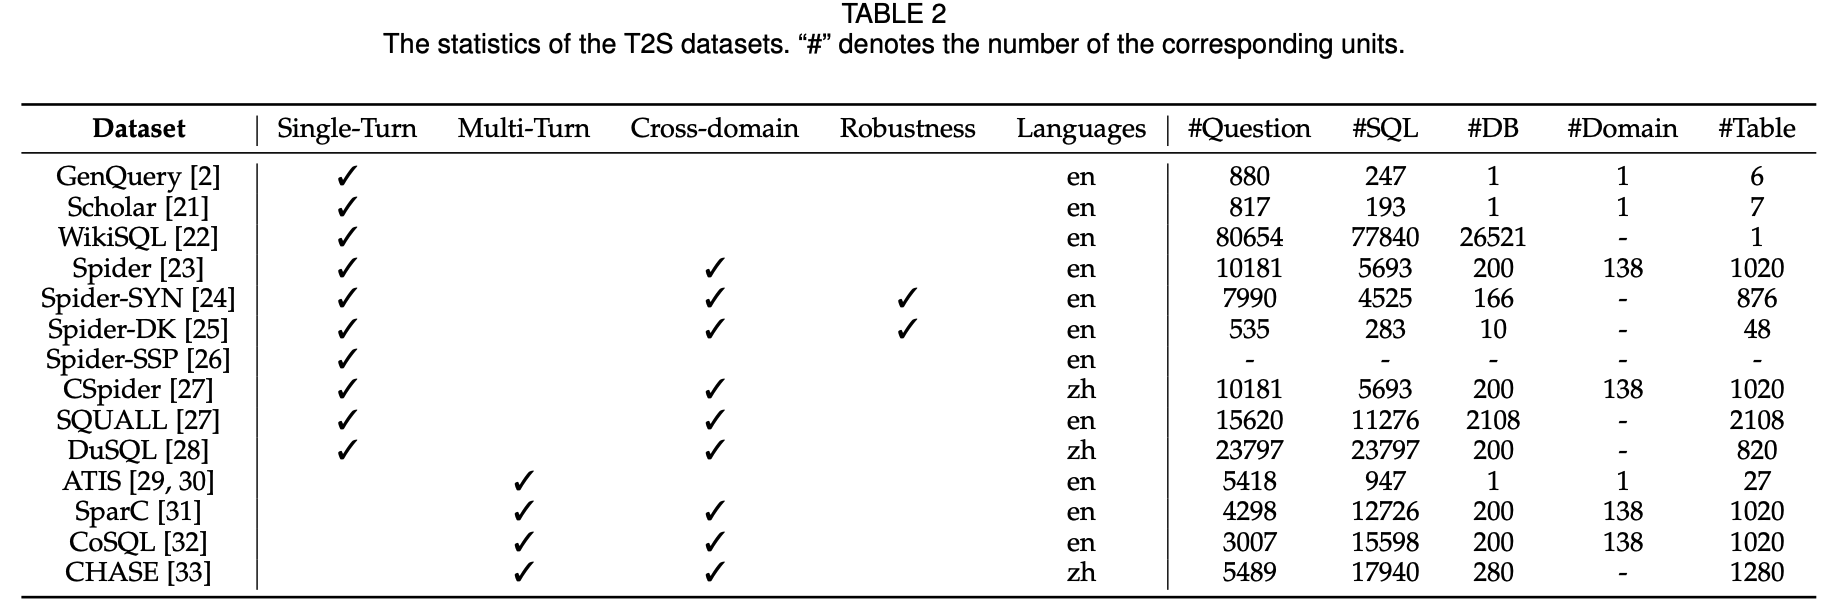 TABLE 2
The statistics of the T2S datasets. “#” denotes the number of the corresponding units.
Dataset Single-Turn Multi-Turn Cross-domain Robustness Languages #Question #SQL #DB #Domain #Table
GenQuery [2] ✓ en 880 247 1 1 6
Scholar [21] ✓ en 817 193 1 1 7
WikiSQL [22] ✓ en 80654 77840 26521 - 1
Spider [23] ✓ ✓ en 10181 5693 200 138 1020
Spider-SYN [24] ✓ ✓ ✓ en 7990 4525 166 - 876
Spider-DK [25] ✓ ✓ ✓ en 535 283 10 - 48
Spider-SSP [26] ✓ en - - - - -
CSpider [27] ✓ ✓ zh 10181 5693 200 138 1020
SQUALL [27] ✓ ✓ en 15620 11276 2108 - 2108
DuSQL [28] ✓ ✓ zh 23797 23797 200 - 820
ATIS [29, 30] ✓ en 5418 947 1 1 27
SparC [31] ✓ ✓ en 4298 12726 200 138 1020
CoSQL [32] ✓ ✓ en 3007 15598 200 138 1020
CHASE [33] ✓ ✓ zh 5489 17940 280 - 1280